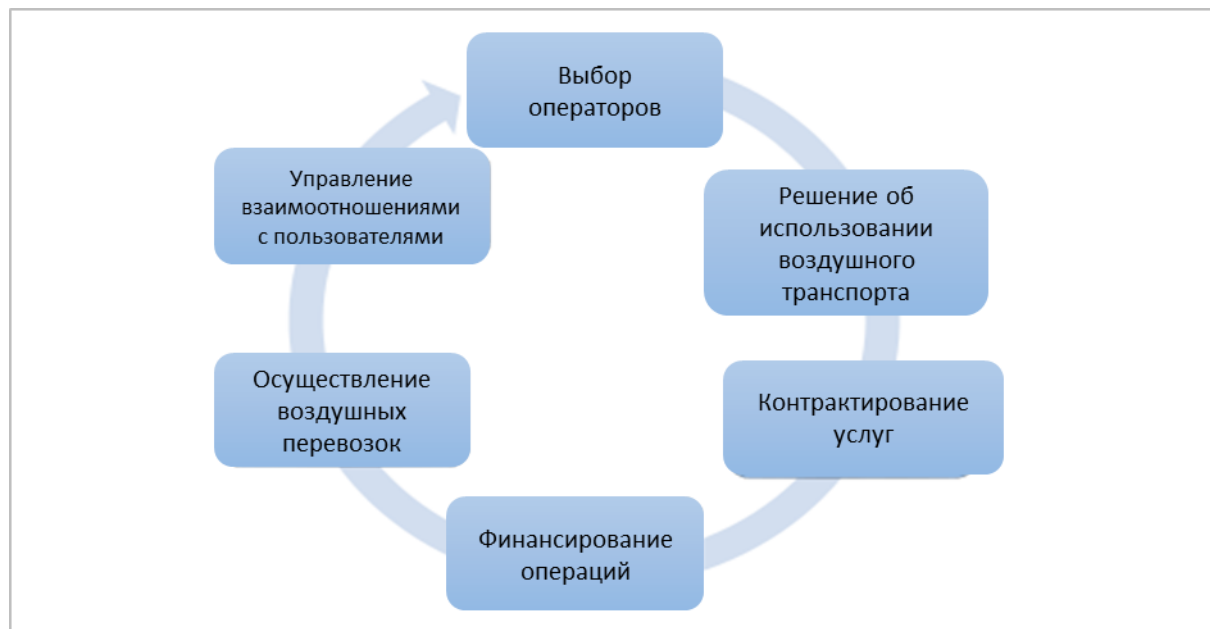 Выбор
операторов
Решение об
использовании
воздушного
транспорта
Контрактирование
услуг
Финансирование
операций
Осуществление
воздушных
перевозок
Управление
взаимоотношениями
с пользователями